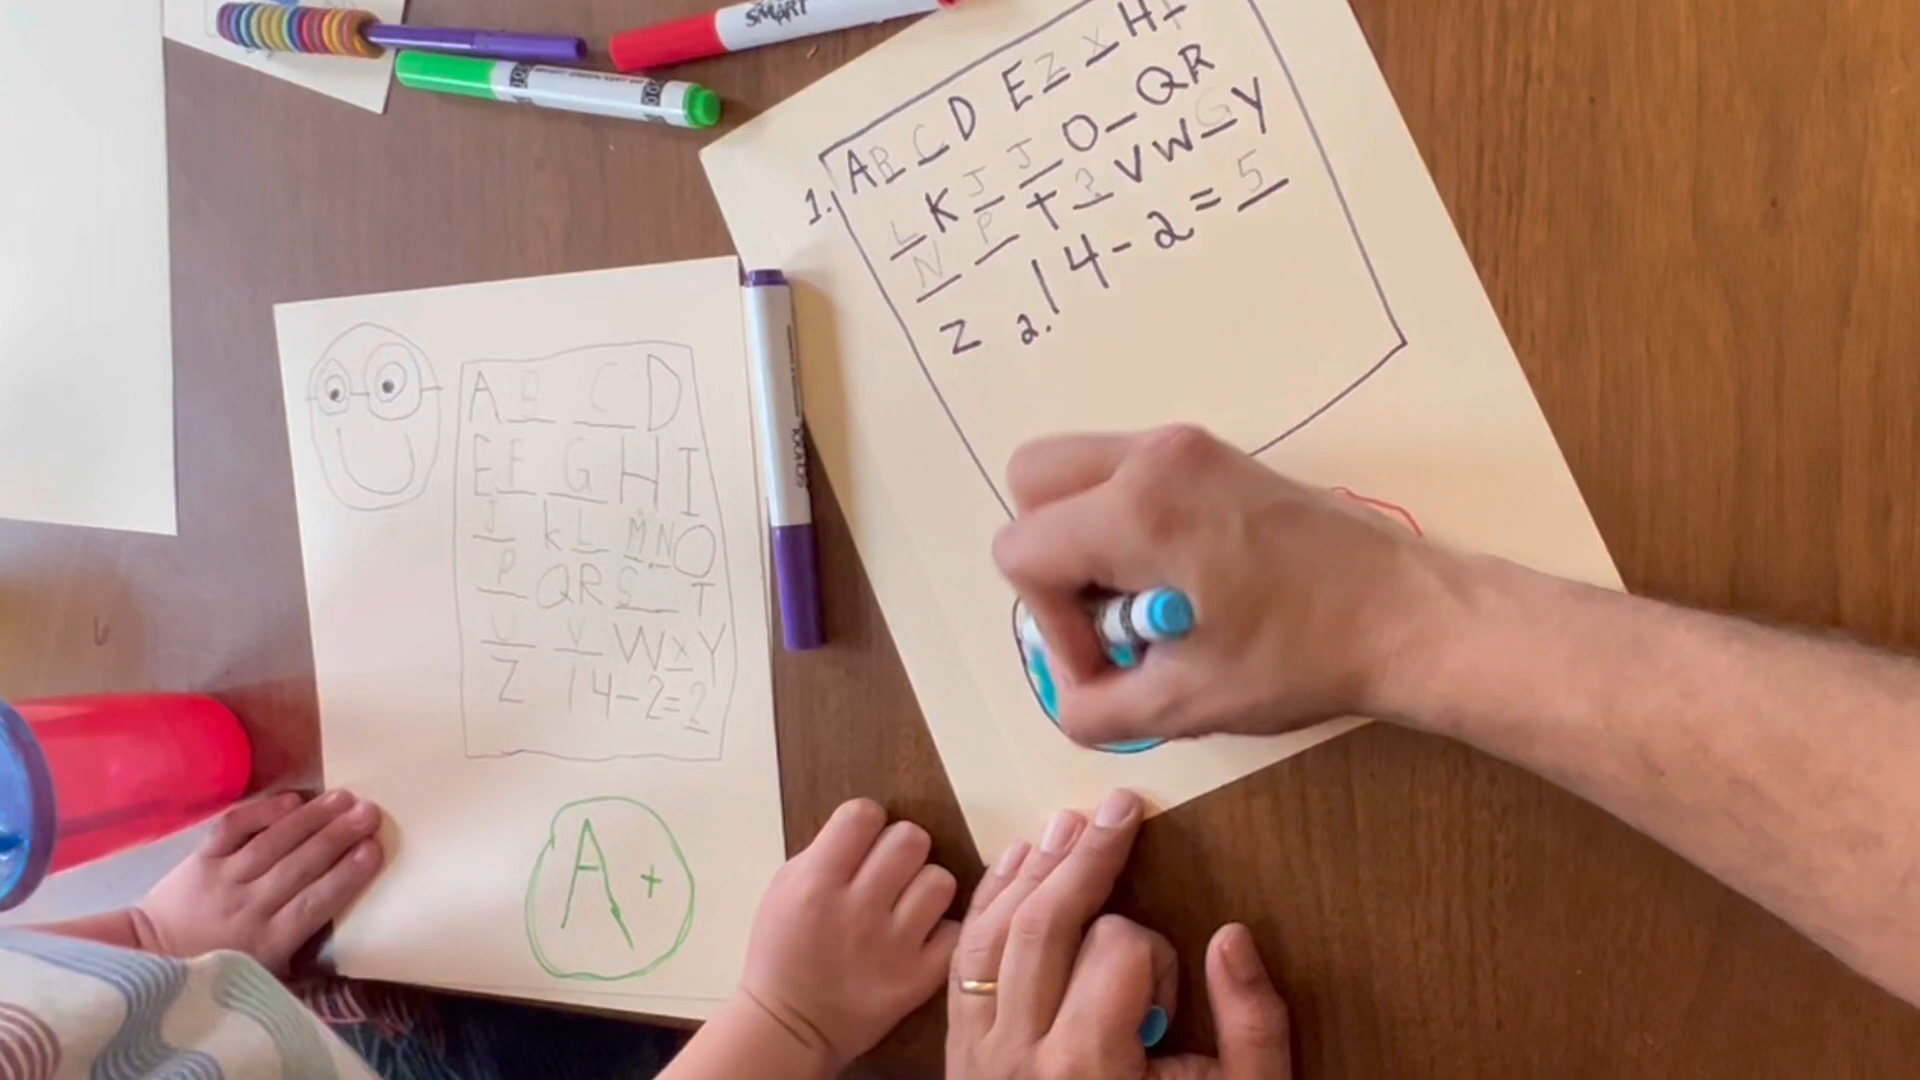 SMART
A B C D
E F G H I
J K L M N O
P Q R S T
U V W X Y
Z 14-2=2
A+
A B C D E Z X H I
L K J J O _ Q R
N P T ? V W G Y
Z 2. 14-2=5
1.